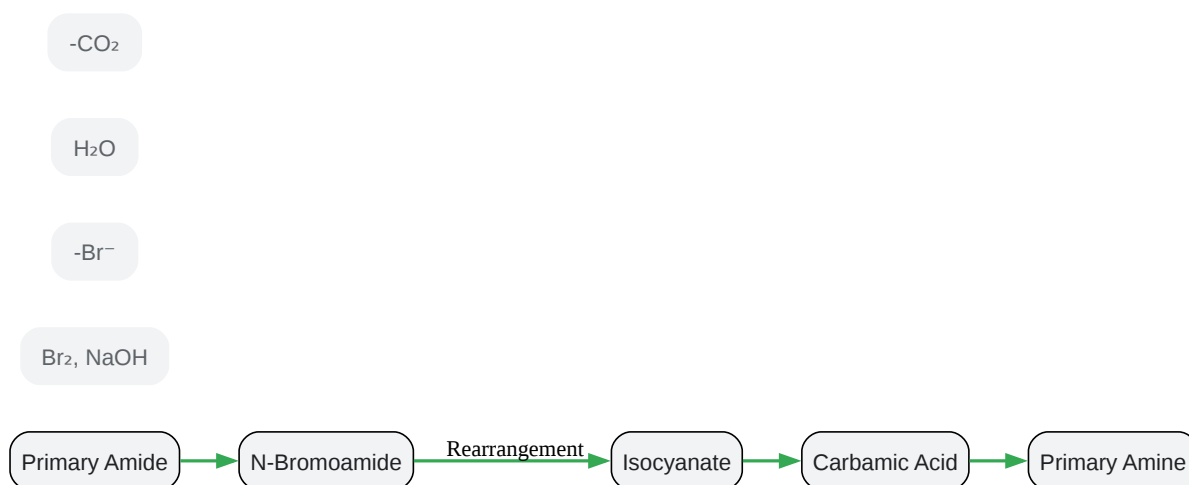 -CO₂
H₂O
-Br⁻
Br₂, NaOH
Rearrangement
Primary Amide
N-Bromoamide
Isocyanate
Carbamic Acid
Primary Amine